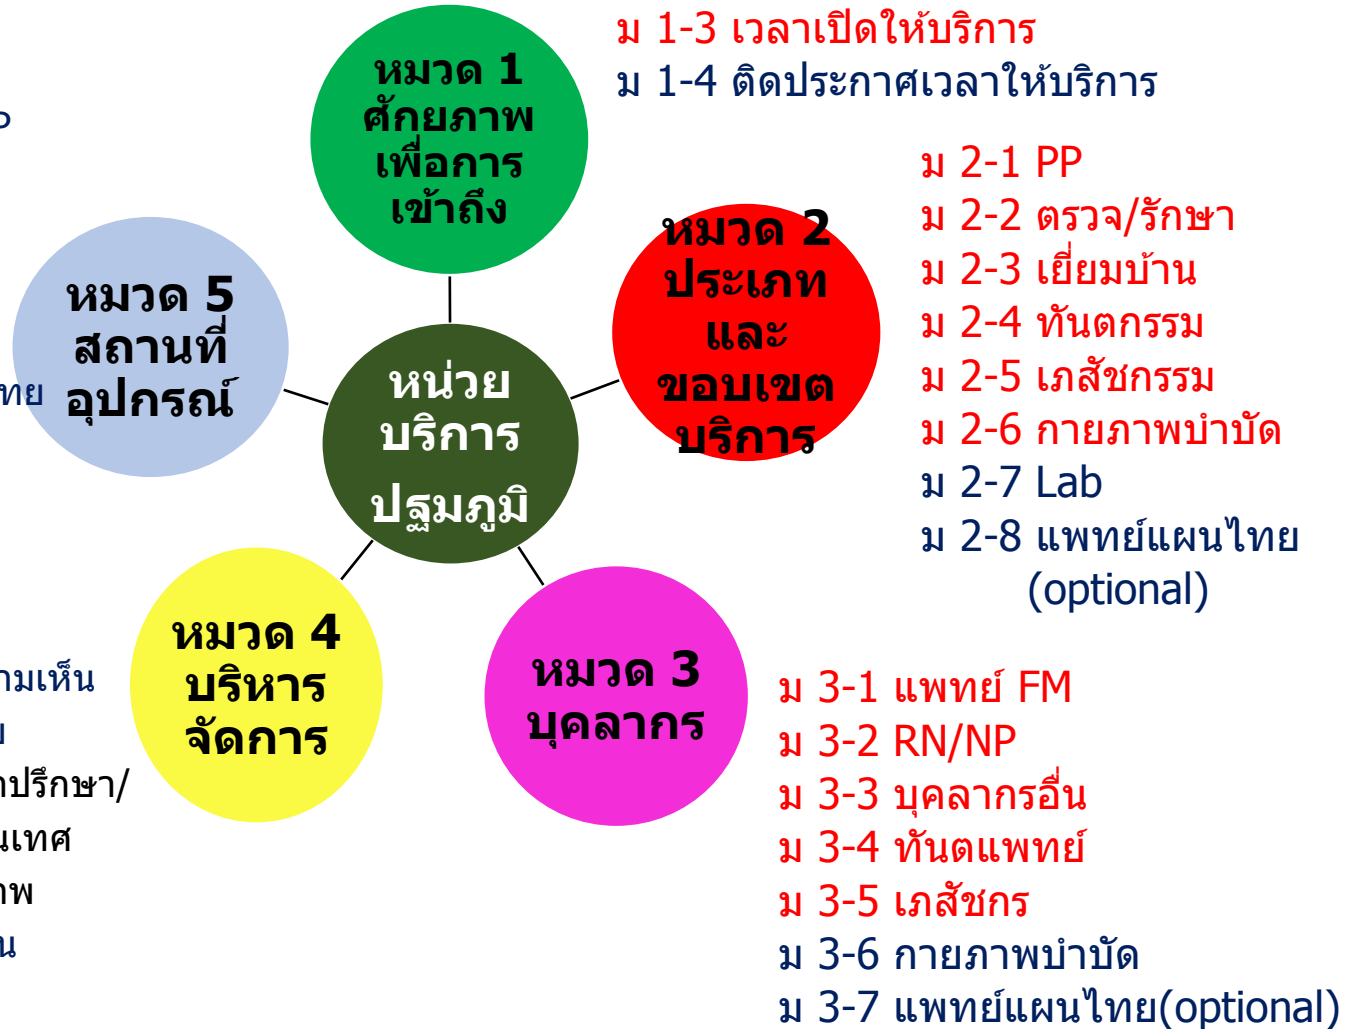 ม 1-3 เวลาเปิดให้บริการ
ม 1-4 ติดประกาศเวลาให้บริการ
หมวด 1
ศักยภาพ
เพื่อการ
เข้าถึง
ม 2-1 PP
ม 2-2 ตรวจ/รักษา
ม 2-3 เยี่ยมบ้าน
ม 2-4 ทันตกรรม
ม 2-5 เภสัชกรรม
ม 2-6 กายภาพบำบัด
ม 2-7 Lab
ม 2-8 แพทย์แผนไทย
(optional)
หมวด 2
ประเภท
และ
ขอบเขต
บริการ
หมวด 5
สถานที่
อุปกรณ์
หน่วย
บริการ
ปฐมภูมิ
หมวด 4
บริหาร
จัดการ
หมวด 3
บุคลากร
ม 3-1 แพทย์ FM
ม 3-2 RN/NP
ม 3-3 บุคลากรอื่น
ม 3-4 ทันตแพทย์
ม 3-5 เภสัชกร
ม 3-6 กายภาพบำบัด
ม 3-7 แพทย์แผนไทย(optional)